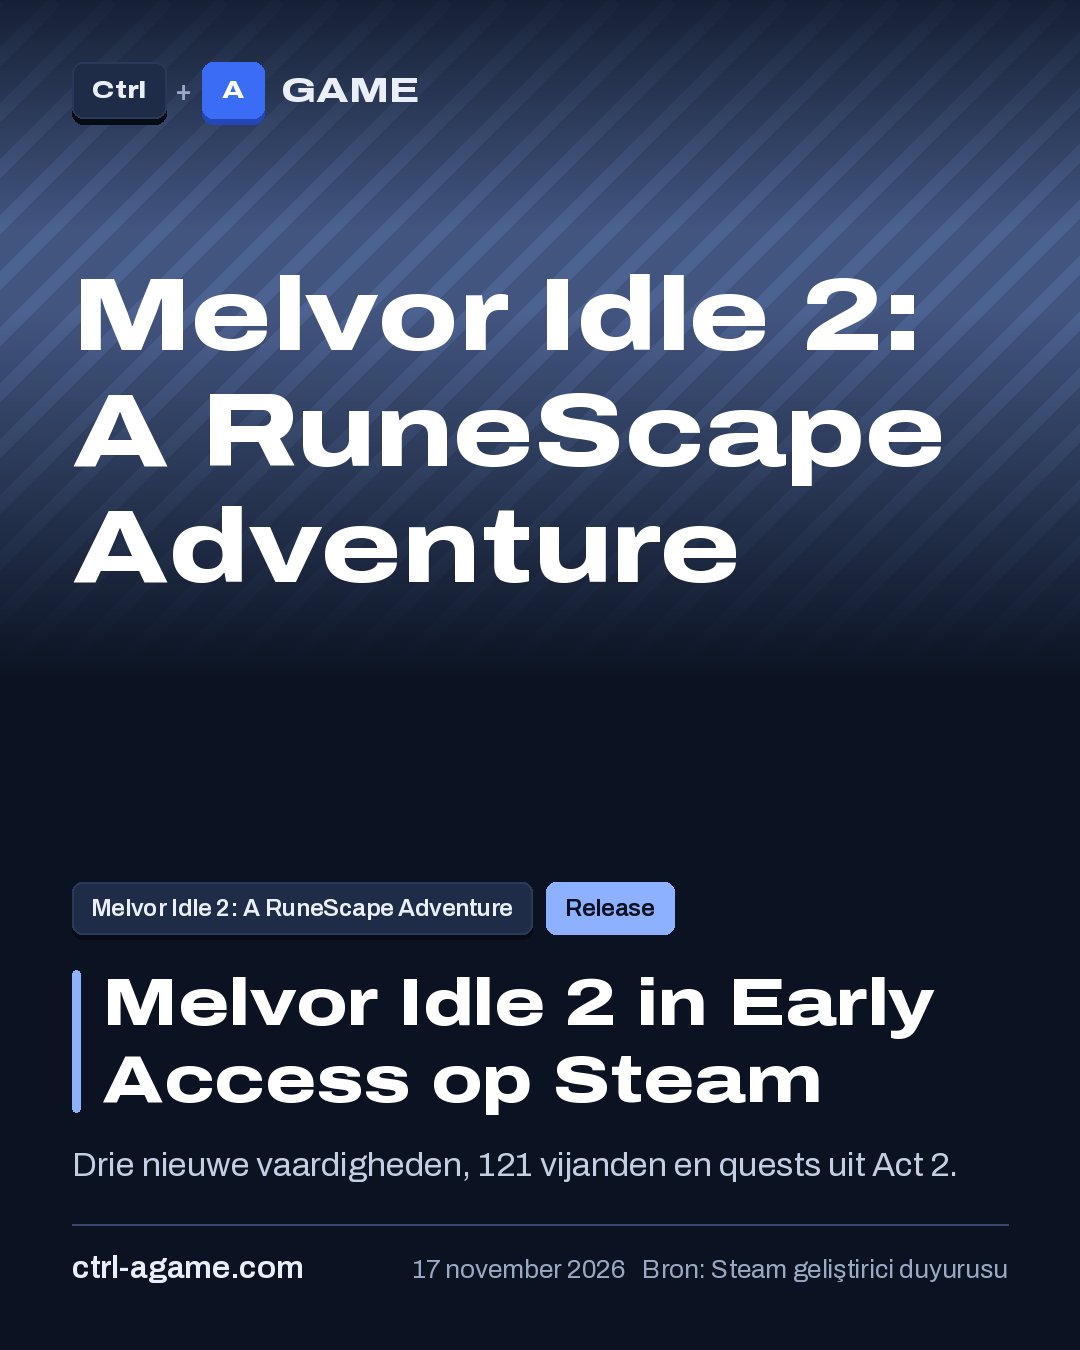 Ctrl + A GAME
Melvor Idle 2:
A RuneScape
Adventure
Melvor Idle 2: A RuneScape Adventure Release
Melvor Idle 2 in Early
Access op Steam
Drie nieuwe vaardigheden, 121 vijanden en quests uit Act 2.
ctrl-agame.com 17 november 2026 Bron: Steam geliştirici duyurusu